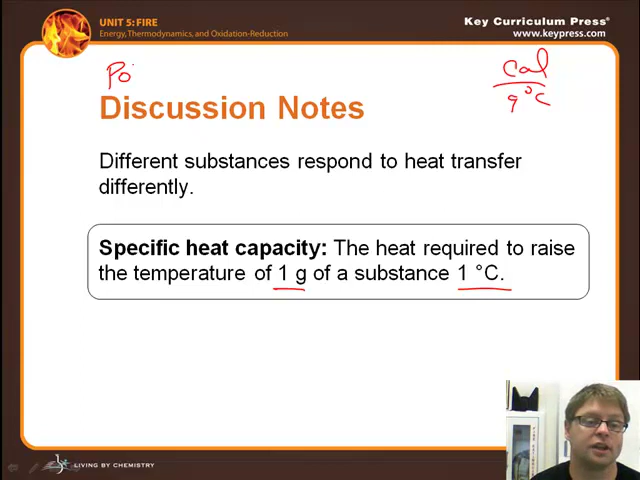 UNIT 5: FIRE
Energy, Thermodynamics, and Oxidation-Reduction
Key Curriculum Press®
www.keypress.com
Po
cal
g °C
Discussion Notes
Different substances respond to heat transfer
differently.
Specific heat capacity: The heat required to raise
the temperature of 1 g of a substance 1 °C.
LIVING BY CHEMISTRY